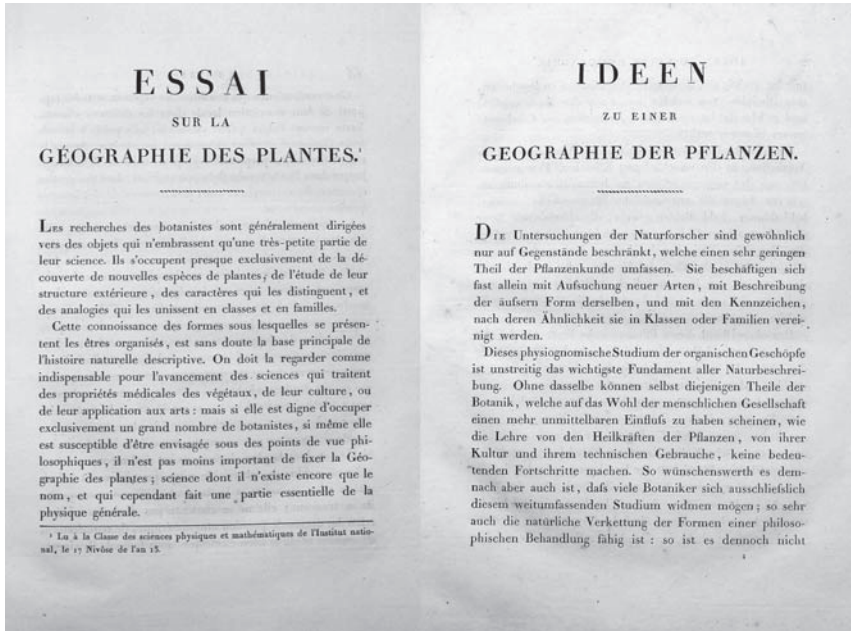 ESSAI
SUR LA
GÉOGRAPHIE DES PLANTES.¹
Les recherches des botanistes sont généralement dirigées
vers des objets qui n'embrassent qu'une très-petite partie de
leur science. Ils s'occupent presque exclusivement de la dé-
couverte de nouvelles espèces de plantes, de l'étude de leur
structure extérieure, des caractères qui les distinguent, et
des analogies qui les unissent en classes et en familles.
Cette connoissance des formes sous lesquelles se présen-
tent les êtres organisés, est sans doute la base principale de
l'histoire naturelle descriptive. On doit la regarder comme
indispensable pour l'avancement des sciences qui traitent
des propriétés médicales des végétaux, de leur culture, ou
de leur application aux arts : mais si elle est digne d'occuper
exclusivement un grand nombre de botanistes, si même elle
est susceptible d'être envisagée sous des points de vue phi-
losophiques, il n'est pas moins important de fixer la Géo-
graphie des plantes ; science dont il n'existe encore que le
nom, et qui cependant fait une partie essentielle de la
physique générale.
¹ Lu à la Classe des sciences physiques et mathématiques de l'Institut natio-
nal, le 17 Nivôse de l'an 13.
IDEEN
ZU EINER
GEOGRAPHIE DER PFLANZEN.
Die Untersuchungen der Naturforscher sind gewöhnlich
nur auf Gegenstände beschränkt, welche einen sehr geringen
Theil der Pflanzenkunde umfassen. Sie beschäftigen sich
fast allein mit Aufsuchung neuer Arten, mit Beschreibung
der äufsern Form derselben, und mit den Kennzeichen,
nach deren Ähnlichkeit sie in Klassen oder Familien verei-
nigt werden.
Dieses physiognomische Studium der organischen Geschöpfe
ist unstreitig das wichtigste Fundament aller Naturbeschrei-
bung. Ohne dasselbe können selbst diejenigen Theile der
Botanik, welche auf das Wohl der menschlichen Gesellschaft
einen mehr unmittelbaren Einflufs zu haben scheinen, wie
die Lehre von den Heilkräften der Pflanzen, von ihrer
Kultur und ihrem technischen Gebrauche, keine bedeu-
tenden Fortschritte machen. So wünschenswerth es dem-
nach aber auch ist, dafs viele Botaniker sich ausschliefslich
diesem weitumfassenden Studium widmen mögen; so sehr
auch die natürliche Verkettung der Formen einer philoso-
phischen Behandlung fähig ist : so ist es dennoch nicht